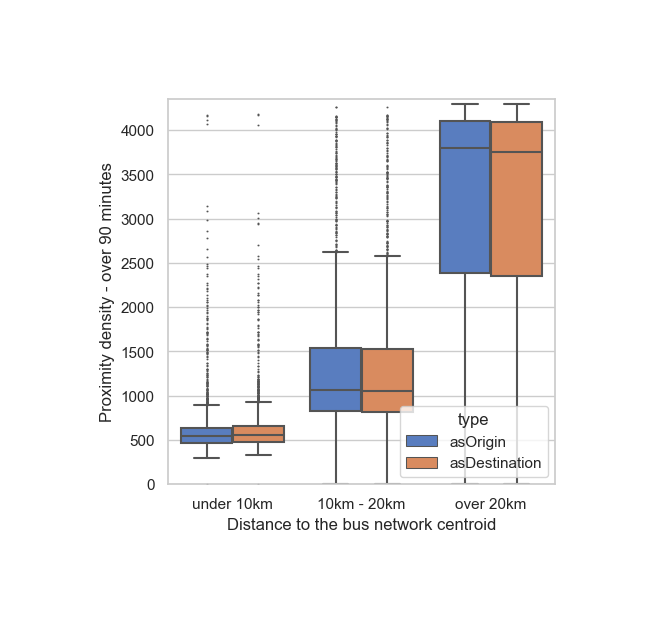 Proximity density - over 90 minutes
4000
3500
3000
2500
2000
1500
1000
500
0
type
asOrigin
asDestination
under 10km
10km - 20km
over 20km
Distance to the bus network centroid